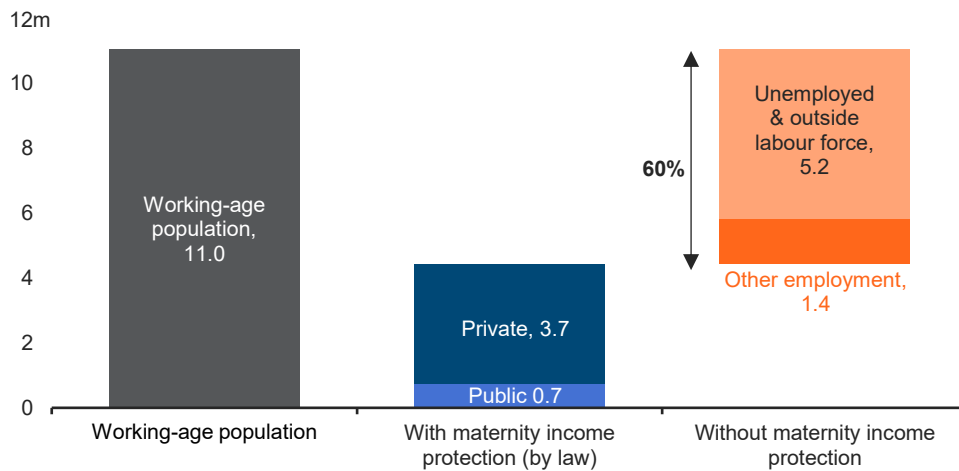 12m
10
8
6
4
2
0
Working-age
population,
11.0
Private, 3.7
Public 0.7
60%
Unemployed
& outside
labour force,
5.2
Other employment,
1.4
Working-age population
With maternity income
protection (by law)
Without maternity income
protection